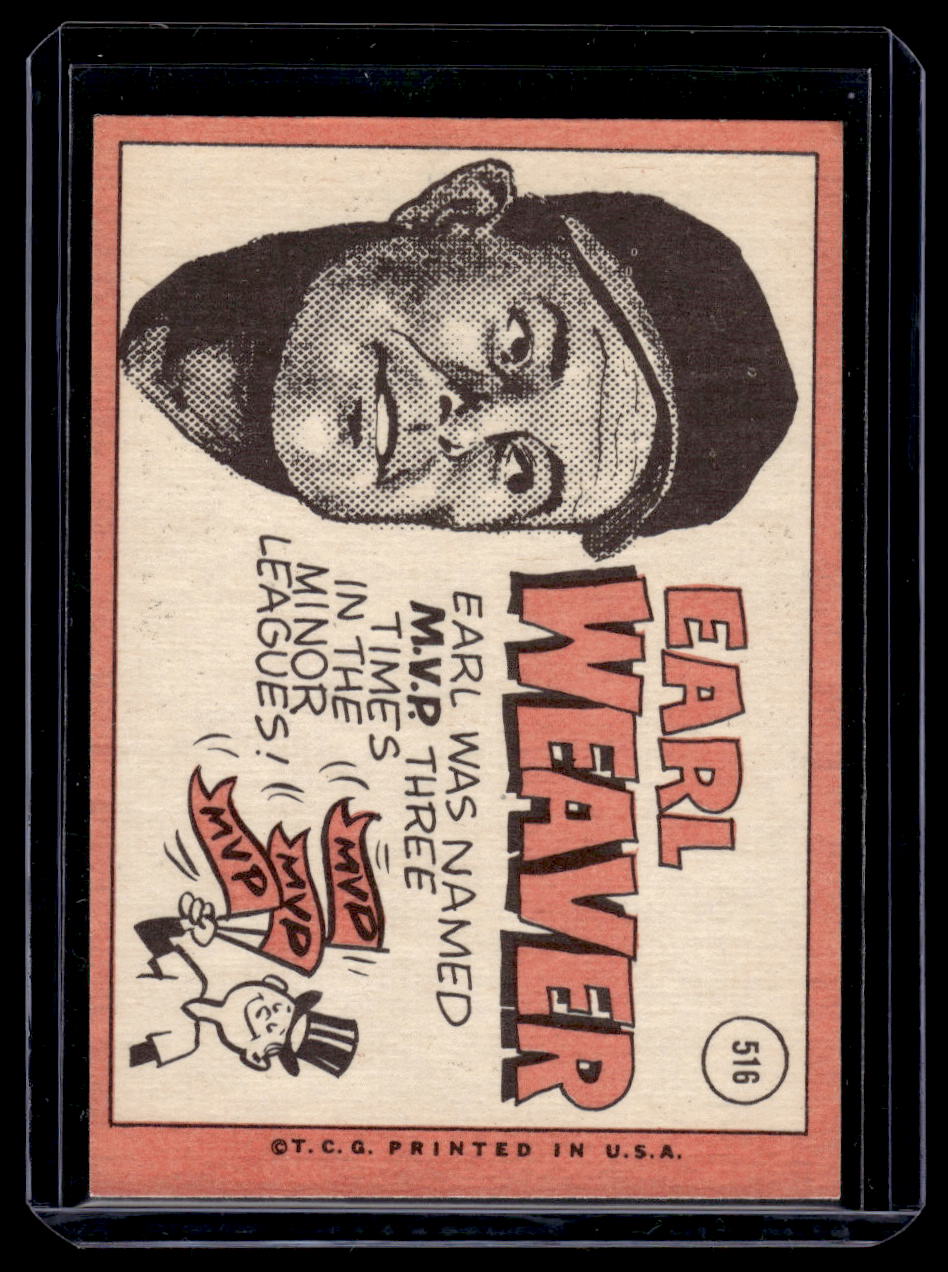 516
EARL
WEAVER
EARL WAS NAMED
M.V.P. THREE
TIMES
IN THE
MINOR
LEAGUES!
MVP
MVP
MVP
©T.C.G. PRINTED IN U.S.A.